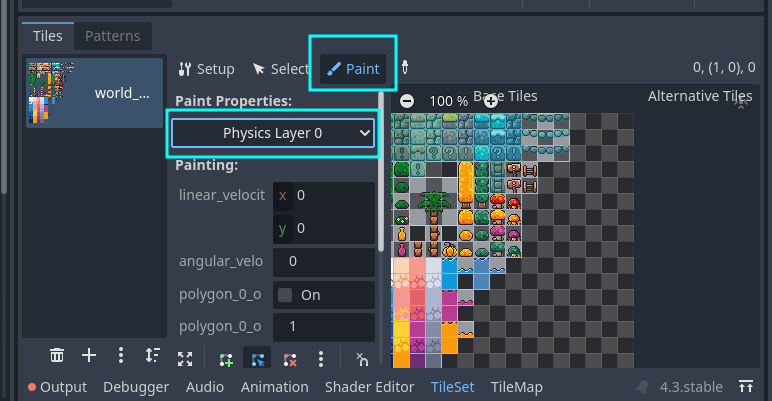 Tiles Patterns
world_...
Setup Select Paint 0, (1, 0), 0
Paint Properties:
Physics Layer 0
Painting:
linear_velocit x 0
y 0
angular_velo 0
polygon_0_o On
polygon_0_o 1
100 % Base Tiles Alternative Tiles
Output Debugger Audio Animation Shader Editor TileSet TileMap 4.3.stable